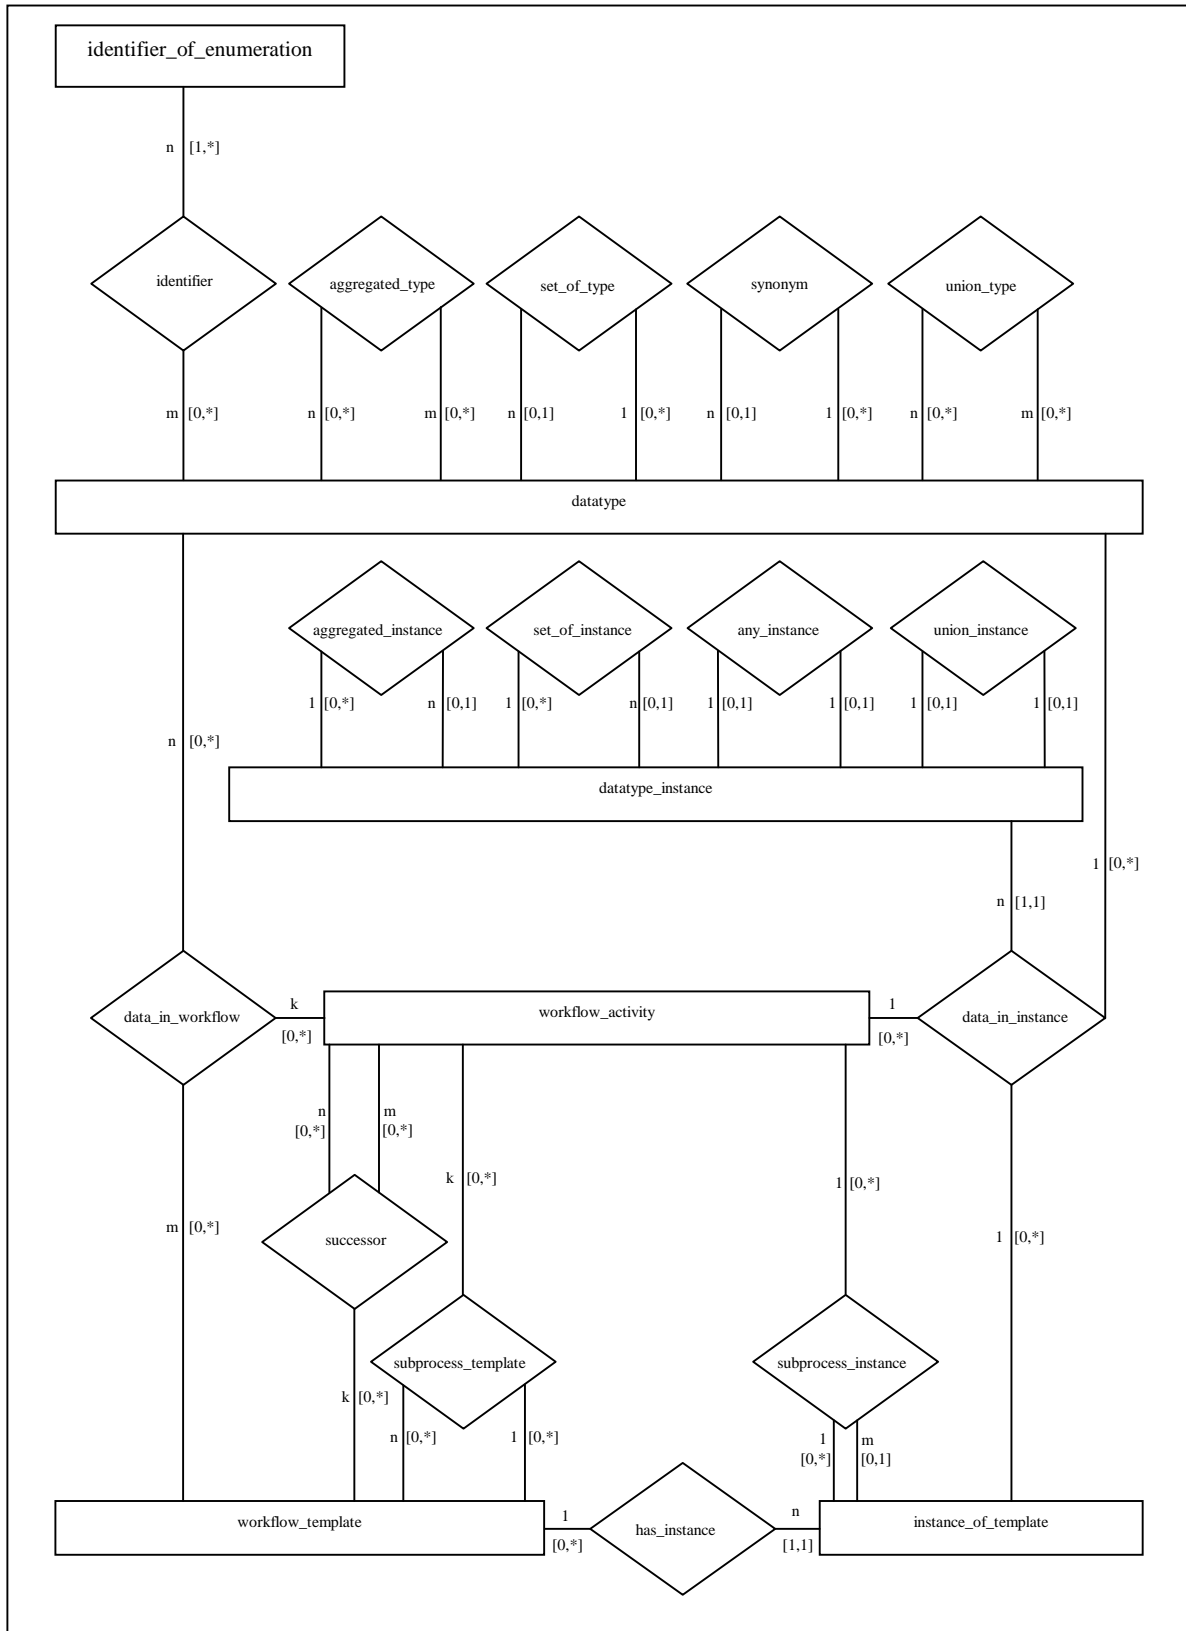 identifier_of_enumeration
n [1,*]
identifier aggregated_type set_of_type synonym union_type
m [0,*] n [0,*] m [0,*] n [0,1] 1 [0,*] n [0,1] 1 [0,*] n [0,*] m [0,*]
datatype
aggregated_instance set_of_instance any_instance union_instance
1 [0,*] n [0,1] 1 [0,*] n [0,1] 1 [0,1] 1 [0,1] 1 [0,1] 1 [0,1]
n [0,*]
datatype_instance
1 [0,*]
n [1,1]
k 1
data_in_workflow workflow_activity data_in_instance
[0,*] [0,*]
n m
[0,*] [0,*]
k [0,*] 1 [0,*]
m [0,*] 1 [0,*]
successor
subprocess_template subprocess_instance
k [0,*]
n [0,*] 1 [0,*] 1 m
[0,*] [0,1]
1 n
workflow_template has_instance instance_of_template
[0,*] [1,1]